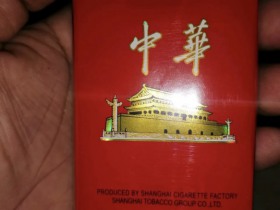 中華
PRODUCED BY SHANGHAI CIGARETTE FACTORY
SHANGHAI TOBACCO GROUP CO.,LTD.